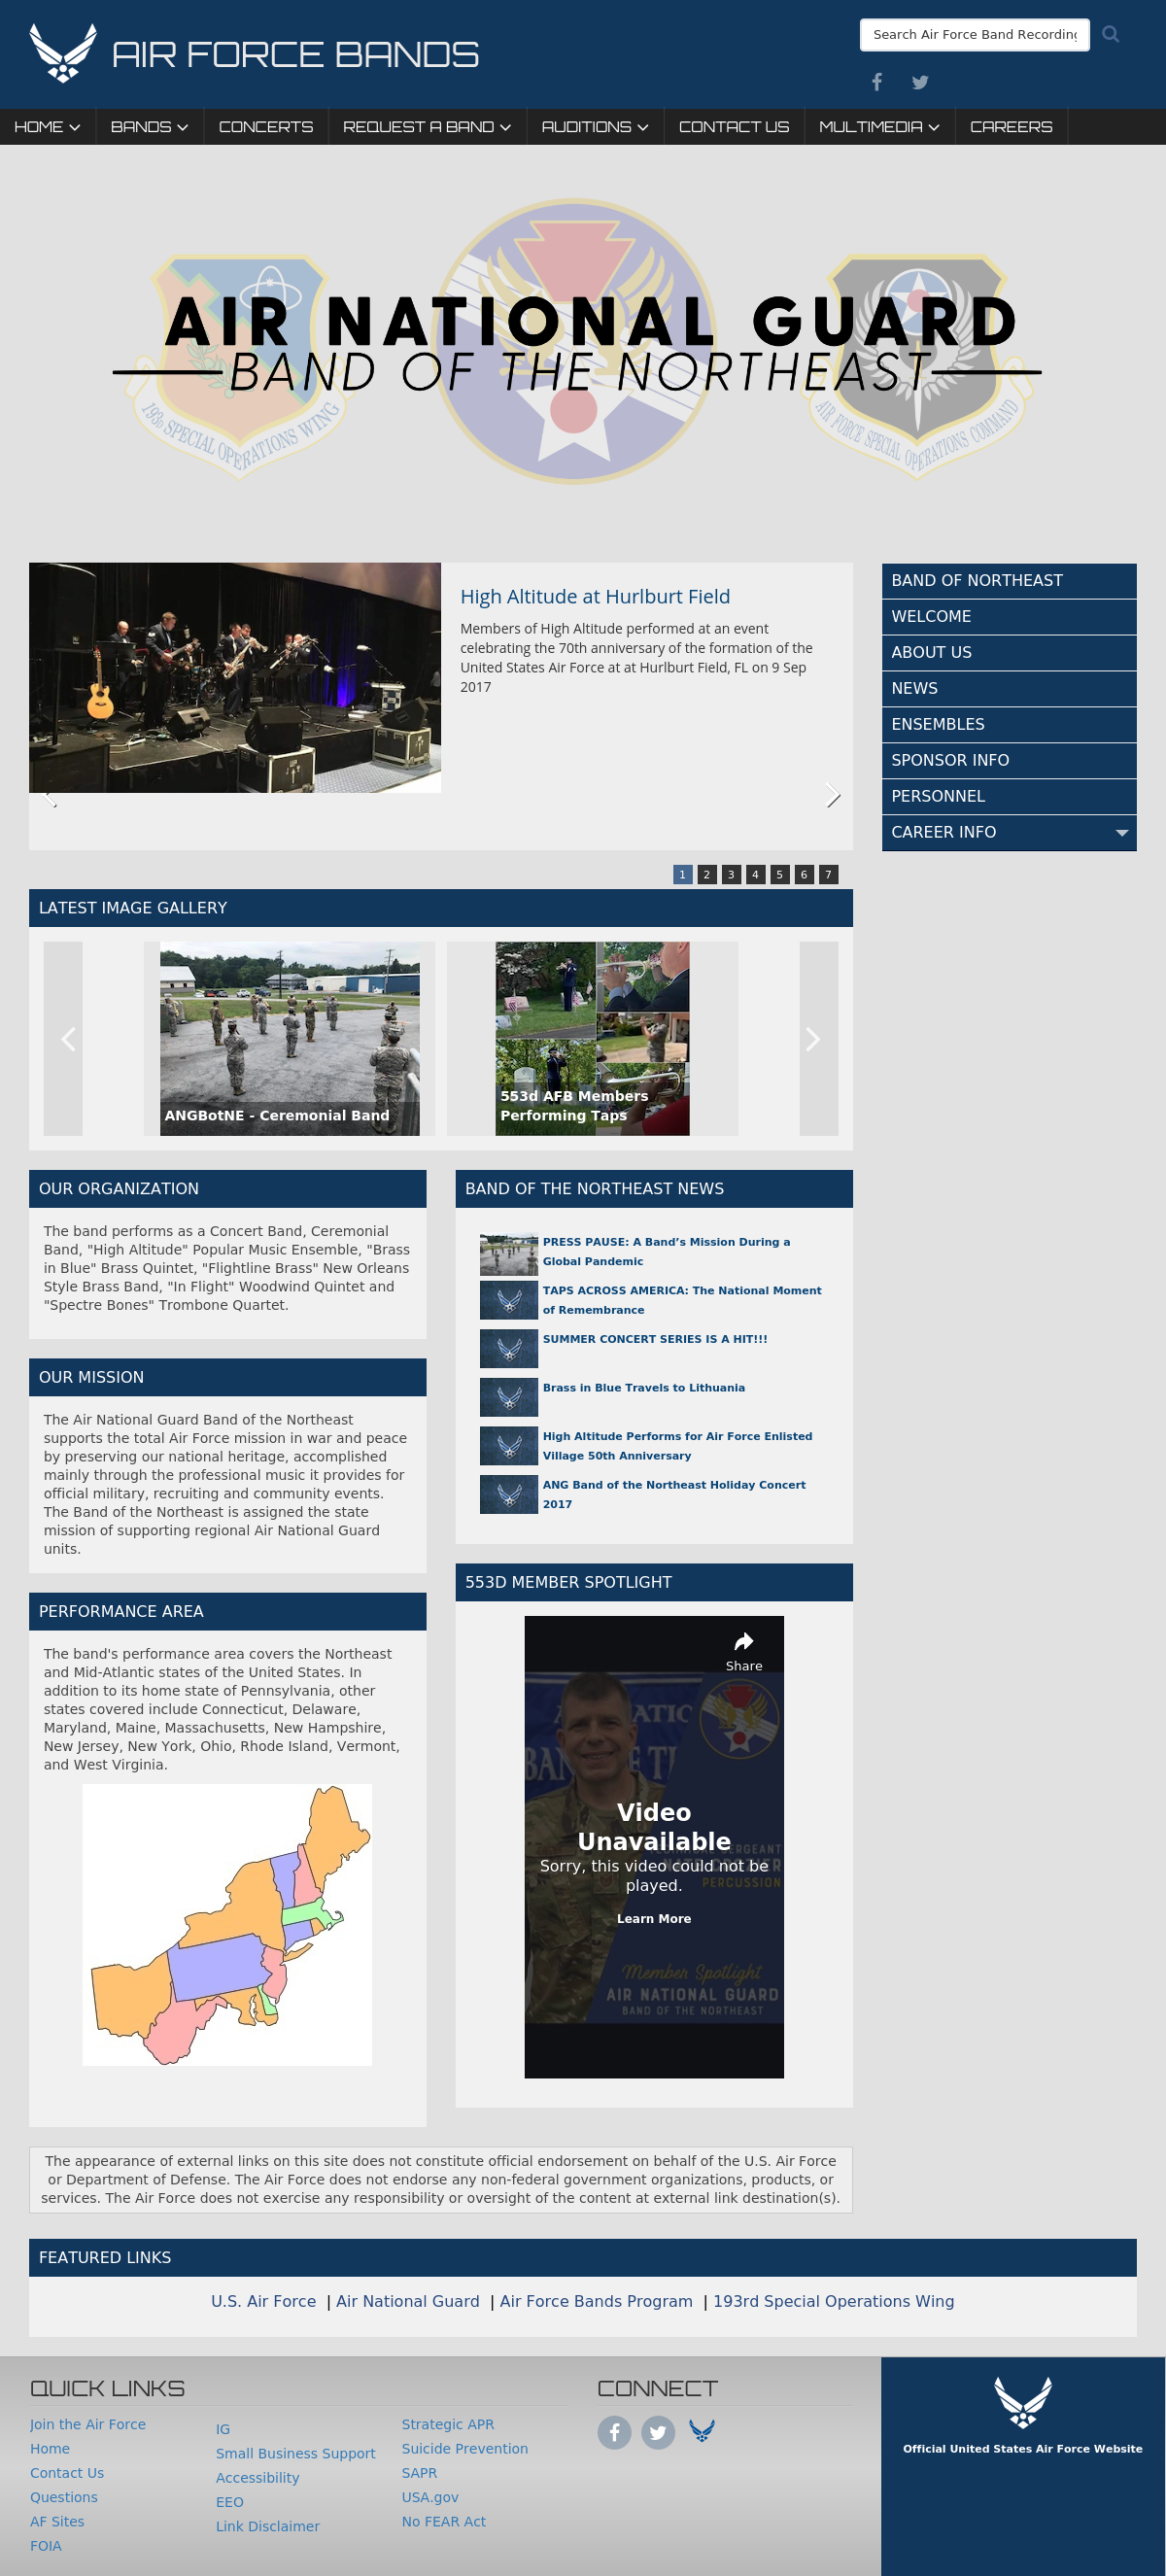 AIR FORCE BANDS
Search Air Force Band Recording
HOME
BANDS
CONCERTS
REQUEST A BAND
AUDITIONS
CONTACT US
MULTIMEDIA
CAREERS
193D SPECIAL OPERATIONS WING
AIR FORCE SPECIAL OPERATIONS COMMAND
AIR NATIONAL GUARD
BAND OF THE NORTHEAST
High Altitude at Hurlburt Field
Members of High Altitude performed at an event
celebrating the 70th anniversary of the formation of the
United States Air Force at at Hurlburt Field, FL on 9 Sep
2017
1 2 3 4 5 6 7
BAND OF NORTHEAST
WELCOME
ABOUT US
NEWS
ENSEMBLES
SPONSOR INFO
PERSONNEL
CAREER INFO
LATEST IMAGE GALLERY
ANGBotNE - Ceremonial Band
553d AFB Members
Performing Taps
OUR ORGANIZATION
The band performs as a Concert Band, Ceremonial
Band, "High Altitude" Popular Music Ensemble, "Brass
in Blue" Brass Quintet, "Flightline Brass" New Orleans
Style Brass Band, "In Flight" Woodwind Quintet and
"Spectre Bones" Trombone Quartet.
OUR MISSION
The Air National Guard Band of the Northeast
supports the total Air Force mission in war and peace
by preserving our national heritage, accomplished
mainly through the professional music it provides for
official military, recruiting and community events.
The Band of the Northeast is assigned the state
mission of supporting regional Air National Guard
units.
PERFORMANCE AREA
The band's performance area covers the Northeast
and Mid-Atlantic states of the United States. In
addition to its home state of Pennsylvania, other
states covered include Connecticut, Delaware,
Maryland, Maine, Massachusetts, New Hampshire,
New Jersey, New York, Ohio, Rhode Island, Vermont,
and West Virginia.
BAND OF THE NORTHEAST NEWS
PRESS PAUSE: A Band’s Mission During a
Global Pandemic
TAPS ACROSS AMERICA: The National Moment
of Remembrance
SUMMER CONCERT SERIES IS A HIT!!!
Brass in Blue Travels to Lithuania
High Altitude Performs for Air Force Enlisted
Village 50th Anniversary
ANG Band of the Northeast Holiday Concert
2017
553D MEMBER SPOTLIGHT
Share
Video
Unavailable
Sorry, this video could not be
played.
PERCUSSION
Learn More
Member Spotlight
AIR NATIONAL GUARD
BAND OF THE NORTHEAST
The appearance of external links on this site does not constitute official endorsement on behalf of the U.S. Air Force
or Department of Defense. The Air Force does not endorse any non-federal government organizations, products, or
services. The Air Force does not exercise any responsibility or oversight of the content at external link destination(s).
FEATURED LINKS
U.S. Air Force | Air National Guard | Air Force Bands Program | 193rd Special Operations Wing
QUICK LINKS
Join the Air Force
Home
Contact Us
Questions
AF Sites
FOIA
IG
Small Business Support
Accessibility
EEO
Link Disclaimer
Strategic APR
Suicide Prevention
SAPR
USA.gov
No FEAR Act
CONNECT
Official United States Air Force Website